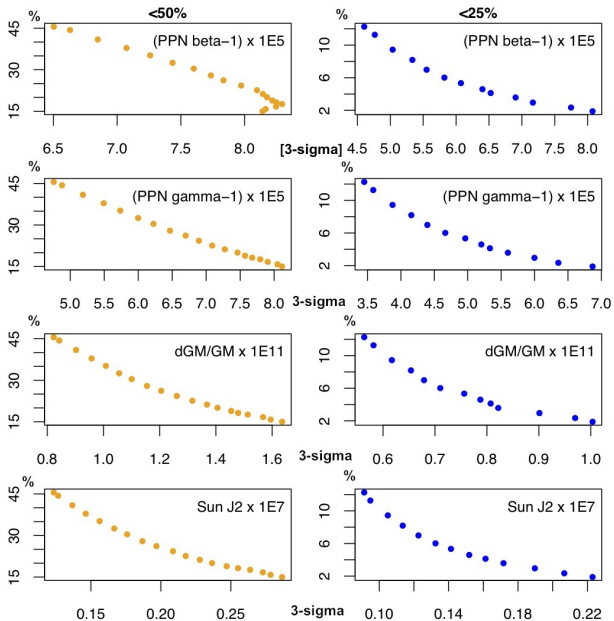 % <50% <25%
(PPN beta−1) x 1E5
45
30
15
6.5 7.0 7.5 8.0 [3-sigma]
%
(PPN beta−1) x 1E5
10
6
2
4.5 5.0 5.5 6.0 6.5 7.0 7.5 8.0
%
(PPN gamma−1) x 1E5
45
30
15
5.0 5.5 6.0 6.5 7.0 7.5 8.0 3-sigma
%
(PPN gamma−1) x 1E5
10
6
2
3.5 4.0 4.5 5.0 5.5 6.0 6.5 7.0
%
dGM/GM x 1E11
45
30
15
0.8 1.0 1.2 1.4 1.6 3-sigma
%
dGM/GM x 1E11
10
6
2
0.6 0.7 0.8 0.9 1.0
%
Sun J2 x 1E7
45
30
15
0.15 0.20 0.25 3-sigma
%
Sun J2 x 1E7
10
6
2
0.10 0.14 0.18 0.22